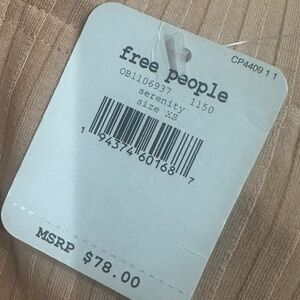 CP4409 1 1
free people
OB1106937 1150
serenity
size XS
1 94374 60168 7
MSRP $78.00